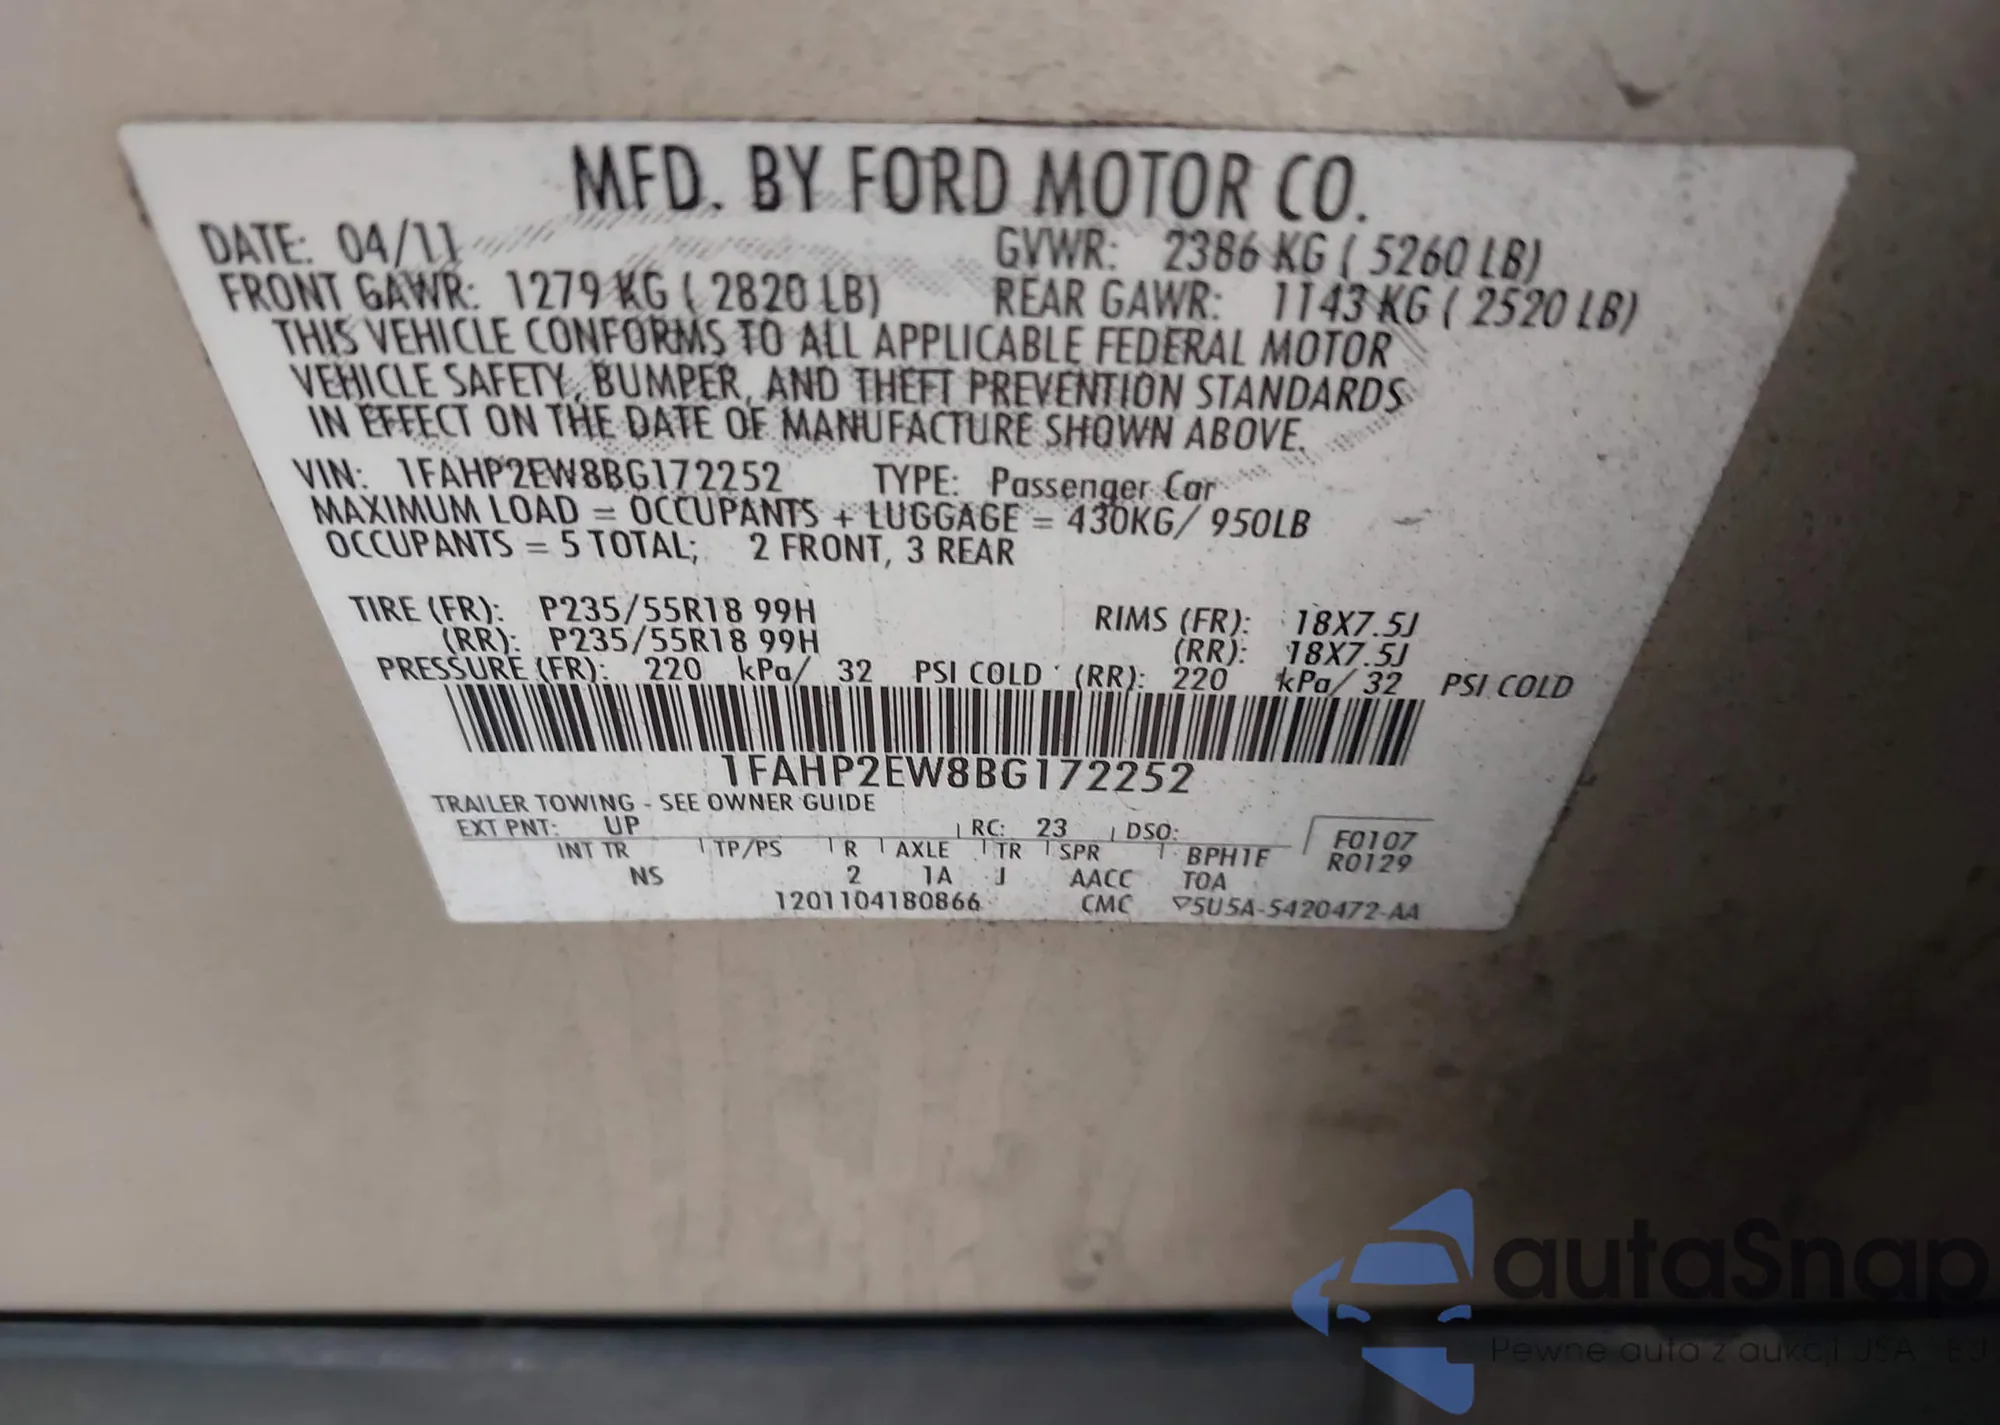 MFD. BY FORD MOTOR CO.
DATE: 04/11 GVWR: 2386 KG ( 5260 LB)
FRONT GAWR: 1279 KG ( 2820 LB) REAR GAWR: 1143 KG ( 2520 LB)
THIS VEHICLE CONFORMS TO ALL APPLICABLE FEDERAL MOTOR
VEHICLE SAFETY, BUMPER, AND THEFT PREVENTION STANDARDS
IN EFFECT ON THE DATE OF MANUFACTURE SHOWN ABOVE.
VIN: 1FAHP2EW8BG172252 TYPE: Passenger Car
MAXIMUM LOAD = OCCUPANTS + LUGGAGE = 430KG/ 950LB
OCCUPANTS = 5 TOTAL; 2 FRONT, 3 REAR
TIRE (FR): P235/55R18 99H RIMS (FR): 18X7.5J
(RR): P235/55R18 99H (RR): 18X7.5J
PRESSURE (FR): 220 kPa/ 32 PSI COLD (RR): 220 kPa/ 32 PSI COLD
1FAHP2EW8BG172252
TRAILER TOWING - SEE OWNER GUIDE
EXT PNT: UP RC: 23 DSO: F0107
INT TR TP/PS R AXLE TR SPR BPH1F R0129
NS 2 1A J AACC TOA
1201104180866 CMC ▽5U5A-5420472-AA
autaSnap
Pewne auta z aukcji USA